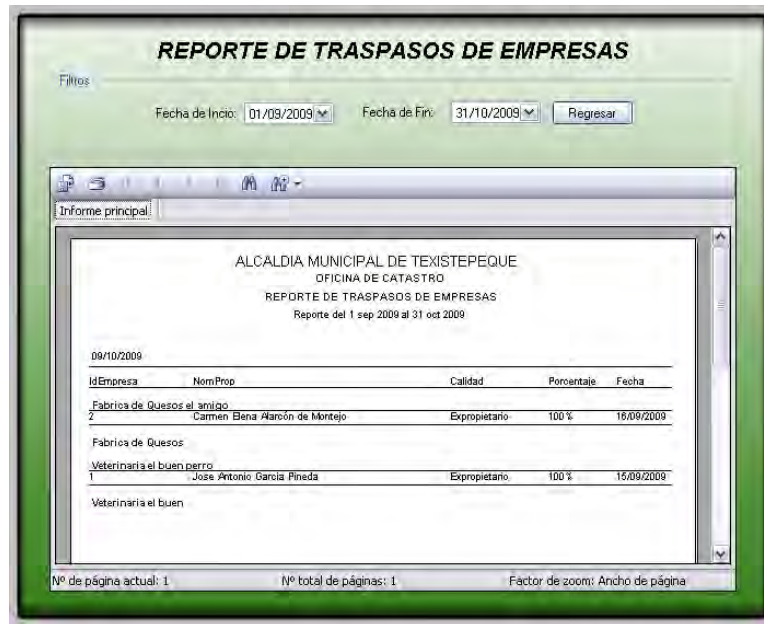 REPORTE DE TRASPASOS DE EMPRESAS
Filtros
Fecha de Incio: 01/09/2009 Fecha de Fin: 31/10/2009 Regresar
Informe principal
ALCALDIA MUNICIPAL DE TEXISTEPEQUE
OFICINA DE CATASTRO
REPORTE DE TRASPASOS DE EMPRESAS
Reporte del 1 sep 2009 al 31 oct 2009
09/10/2009
IdEmpresa NomProp Calidad Porcentaje Fecha
Fabrica de Quesos el amigo
2 Carmen Elena Alarcón de Montejo Expropietario 100 % 16/09/2009
Fabrica de Quesos
Veterinaria el buen perro
1 Jose Antonio Garcia Pineda Expropietario 100 % 15/09/2009
Veterinaria el buen
Nº de página actual: 1 Nº total de páginas: 1 Factor de zoom: Ancho de página